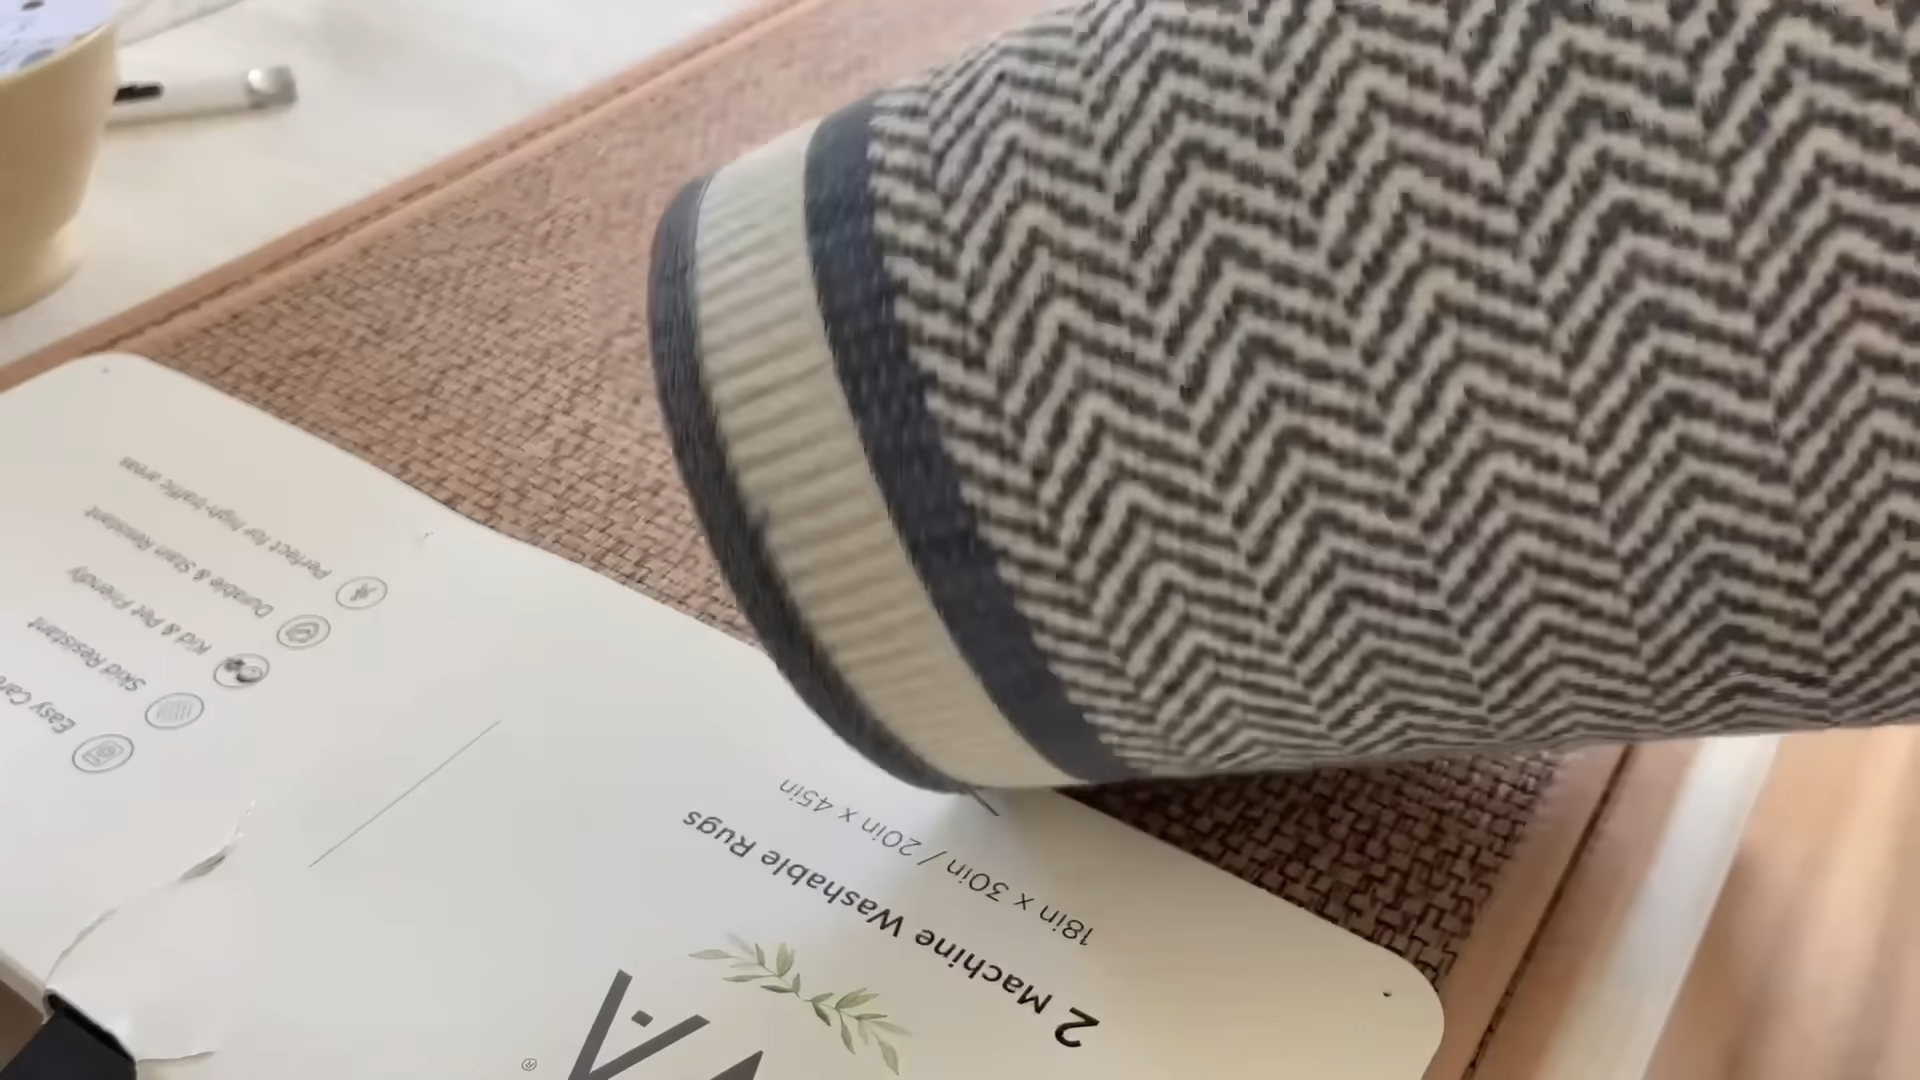 ®
2 Machine Washable Rugs
18in x 30in / 20in x 45in
Easy Care
Skid Resistant
Kid & Pet Friendly
Durable & Stain Resistant
Perfect for high-traffic areas